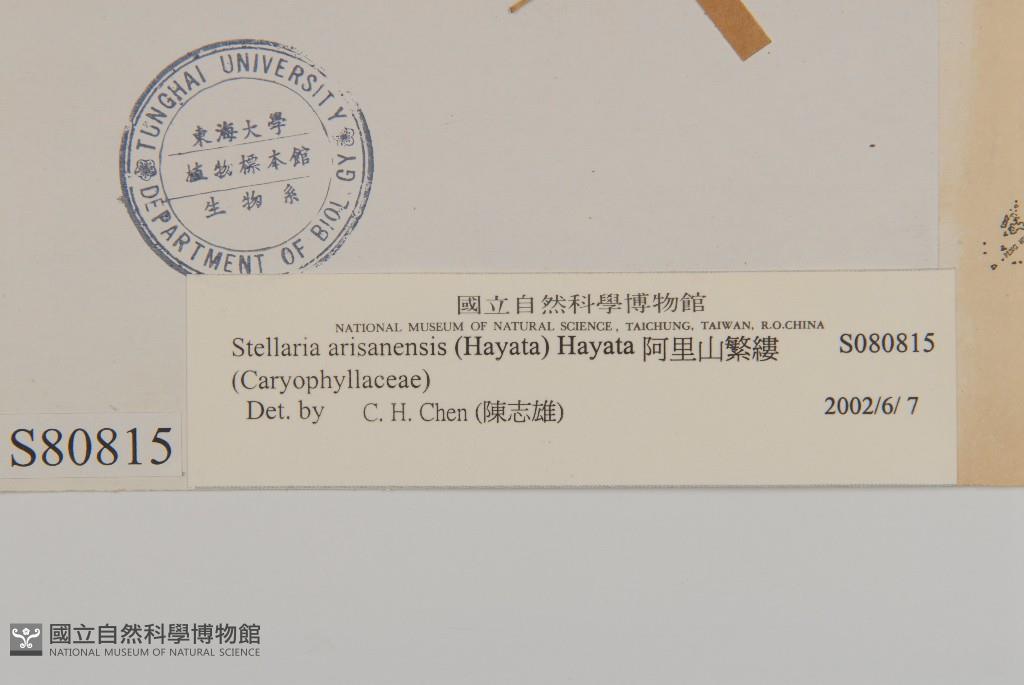 TUNGHAI UNIVERSITY
東海大學
植物標本館
生物系
DEPARTMENT OF BIOL GY
國立自然科學博物館
NATIONAL MUSEUM OF NATURAL SCIENCE, TAICHUNG, TAIWAN, R.O.CHINA
Stellaria arisanensis (Hayata) Hayata 阿里山繁縷 S080815
(Caryophyllaceae)
Det. by C. H. Chen (陳志雄) 2002/6/ 7
S80815
國立自然科學博物館
NATIONAL MUSEUM OF NATURAL SCIENCE